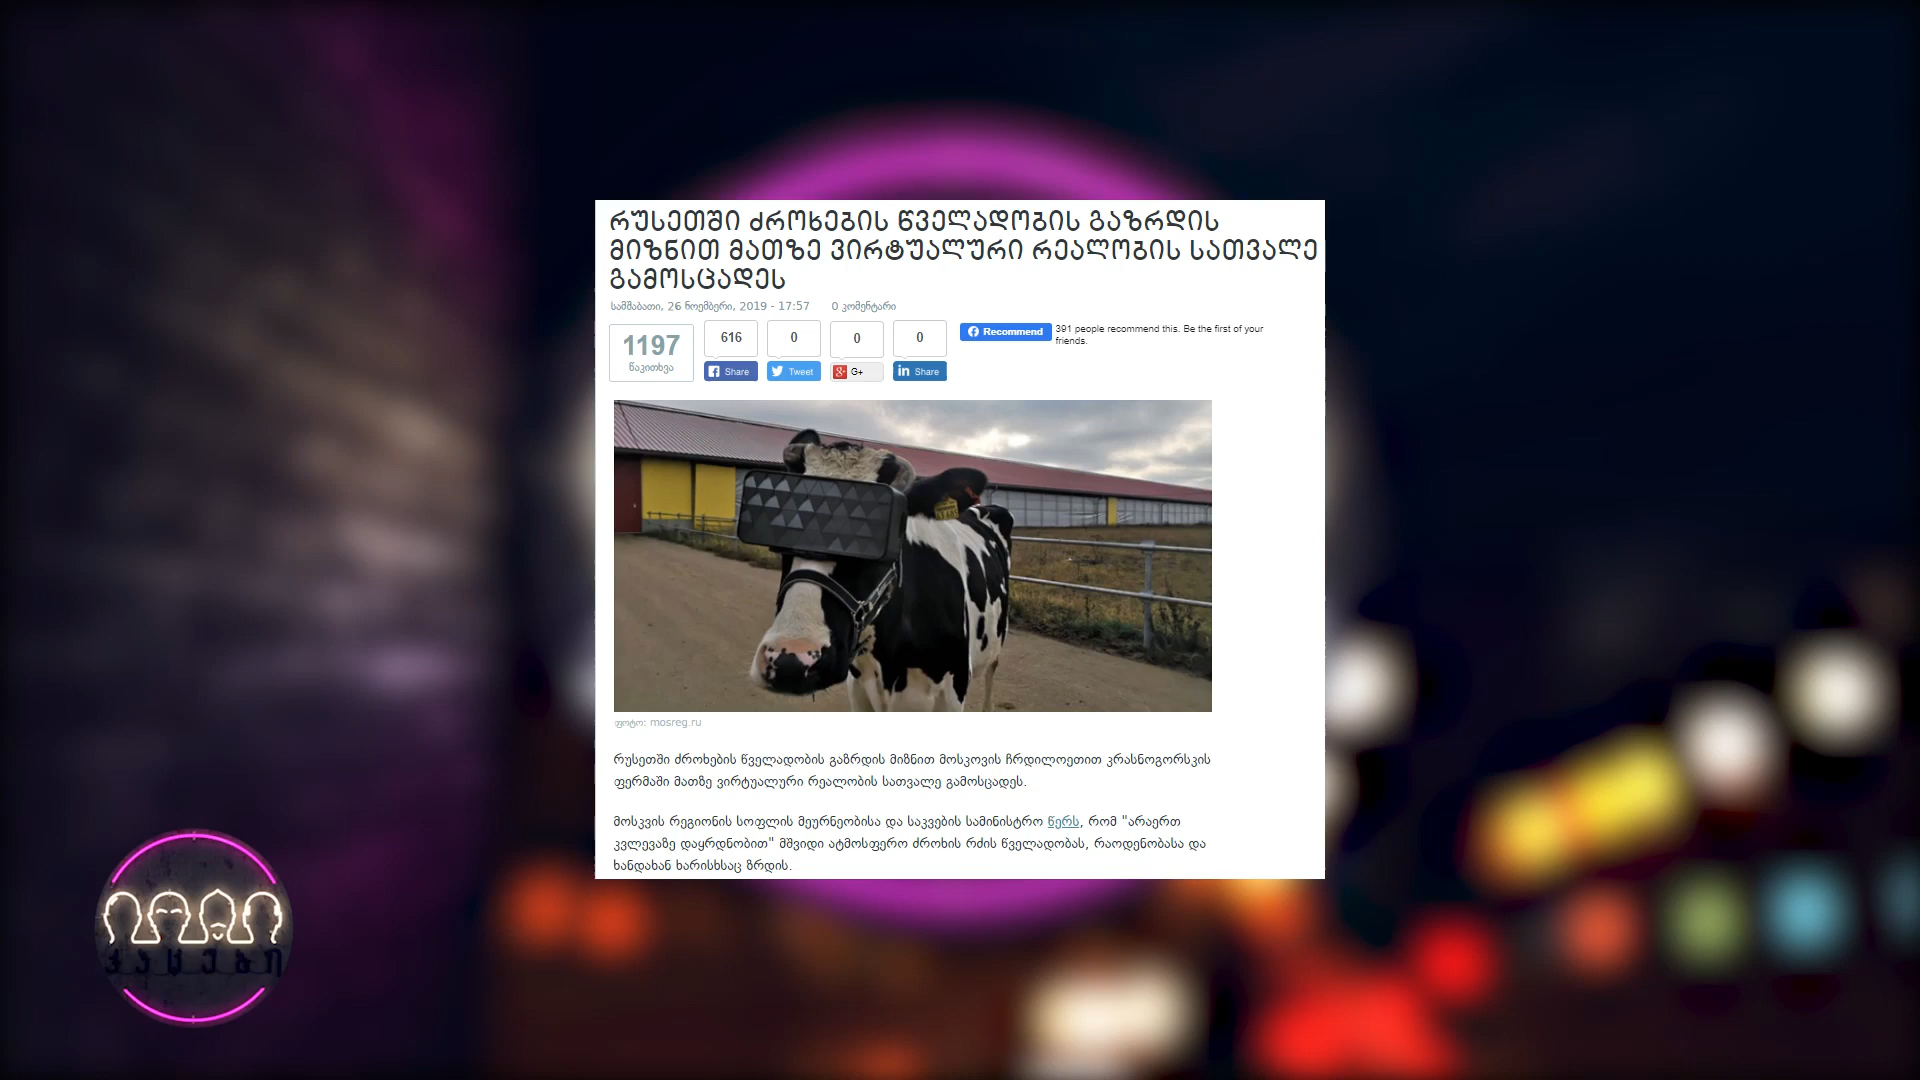 რუსეთში ძროხების წველადობის გაზრდის
მიზნით მათზე ვირტუალური რეალობის სათვალე
გამოსცადეს
სამშაბათი, 26 ნოემბერი, 2019 - 17:57 0 კომენტარი
1197
წაკითხვა
616 0 0 0
Share Tweet G+ Share
Recommend 391 people recommend this. Be the first of your
friends.
ფოტო: mosreg.ru
რუსეთში ძროხების წველადობის გაზრდის მიზნით მოსკოვის ჩრდილოეთით კრასნოგორსკის
ფერმაში მათზე ვირტუალური რეალობის სათვალე გამოსცადეს.
მოსკვის რეგიონის სოფლის მეურნეობისა და საკვების სამინისტრო წერს, რომ "არაერთ
კვლევაზე დაყრდნობით" მშვიდი ატმოსფერო ძროხის რძის წველადობას, რაოდენობასა და
ხანდახან ხარისხსაც ზრდის.
კაცები